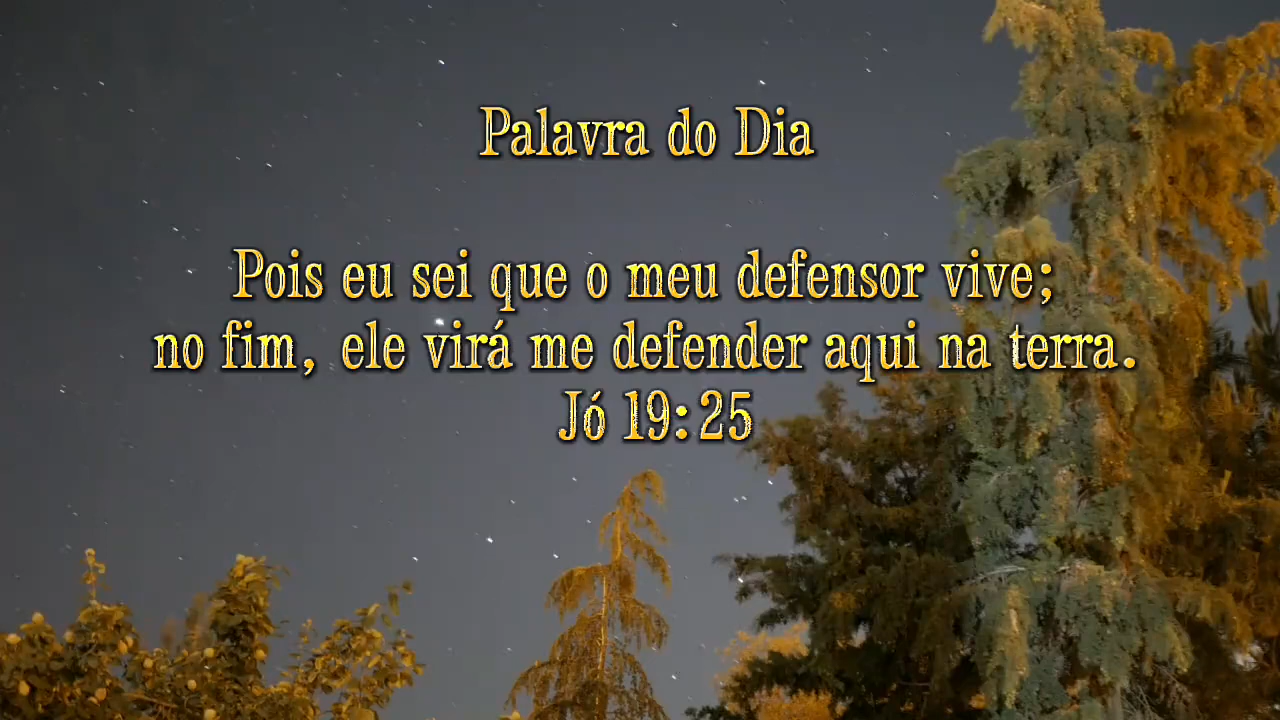 Palavra do Dia
Pois eu sei que o meu defensor vive;
no fim, ele virá me defender aqui na terra.
Jó 19:25